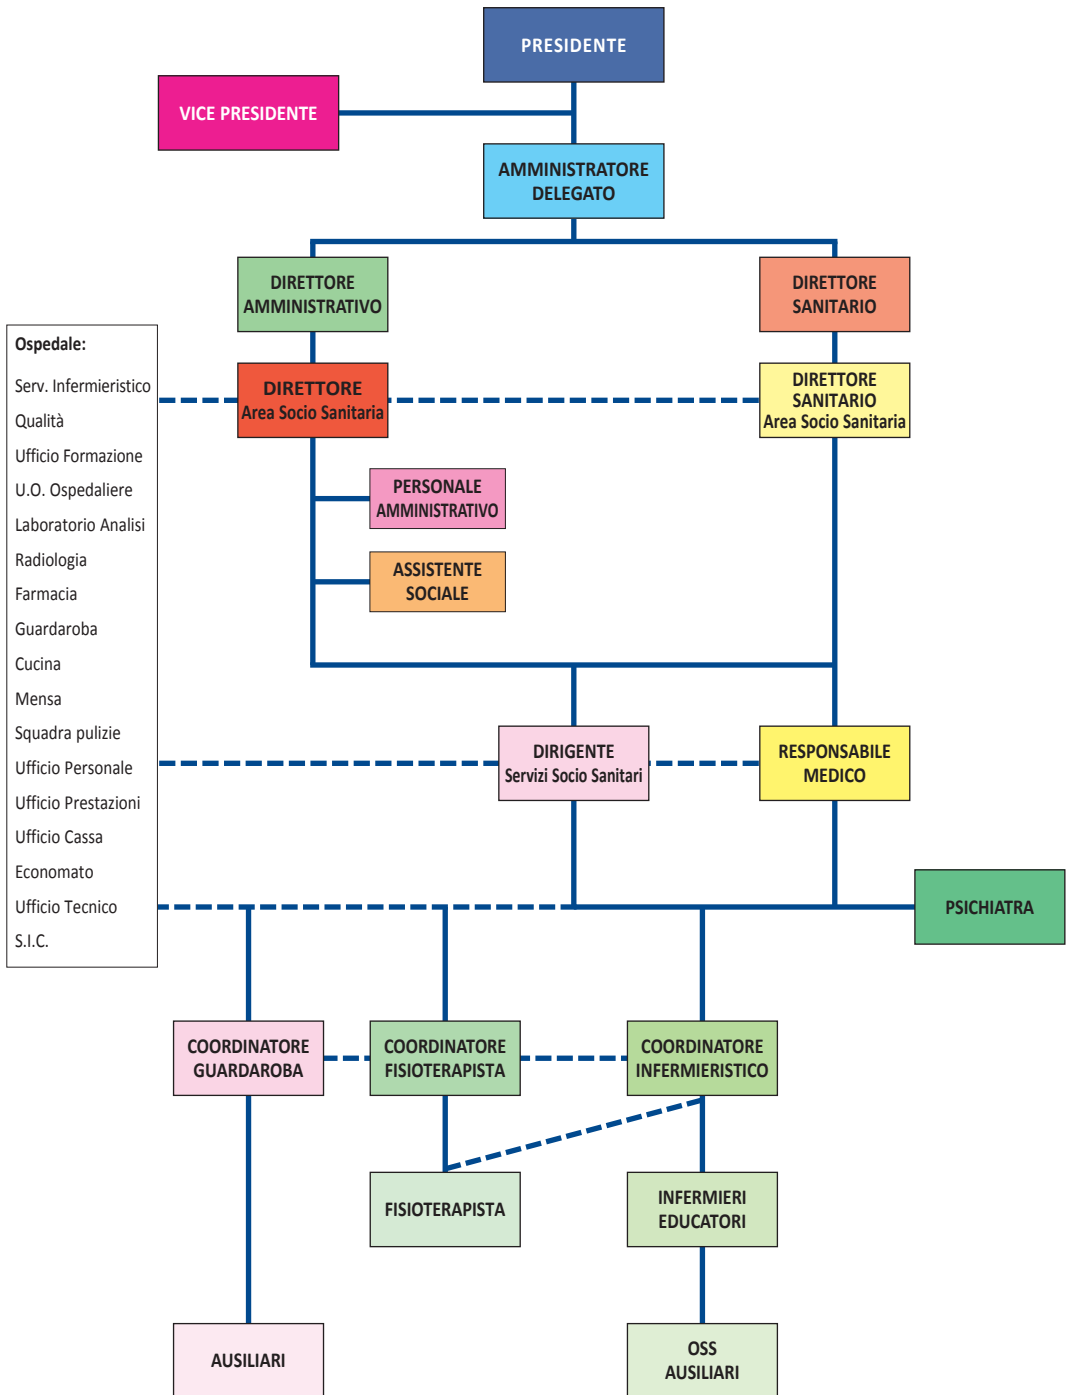 PRESIDENTE
VICE PRESIDENTE
AMMINISTRATORE
DELEGATO
DIRETTORE
AMMINISTRATIVO
DIRETTORE
SANITARIO
Ospedale:
Serv. Infermieristico
Qualità
Ufficio Formazione
U.O. Ospedaliere
Laboratorio Analisi
Radiologia
Farmacia
Guardaroba
Cucina
Mensa
Squadra pulizie
Ufficio Personale
Ufficio Prestazioni
Ufficio Cassa
Economato
Ufficio Tecnico
S.I.C.
DIRETTORE
Area Socio Sanitaria
DIRETTORE
SANITARIO
Area Socio Sanitaria
PERSONALE
AMMINISTRATIVO
ASSISTENTE
SOCIALE
DIRIGENTE
Servizi Socio Sanitari
RESPONSABILE
MEDICO
PSICHIATRA
COORDINATORE
GUARDAROBA
COORDINATORE
FISIOTERAPISTA
COORDINATORE
INFERMIERISTICO
FISIOTERAPISTA
INFERMIERI
EDUCATORI
AUSILIARI
OSS
AUSILIARI